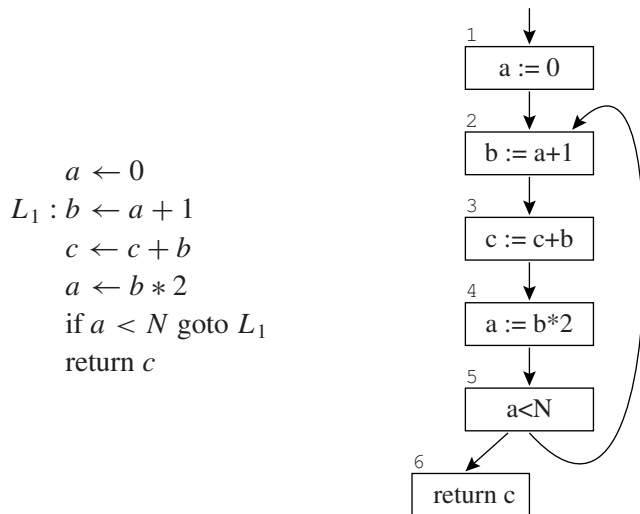 a ← 0
L₁ : b ← a + 1
c ← c + b
a ← b ∗ 2
if a < N goto L₁
return c
1
a := 0
2
b := a+1
3
c := c+b
4
a := b*2
5
a<N
6
return c